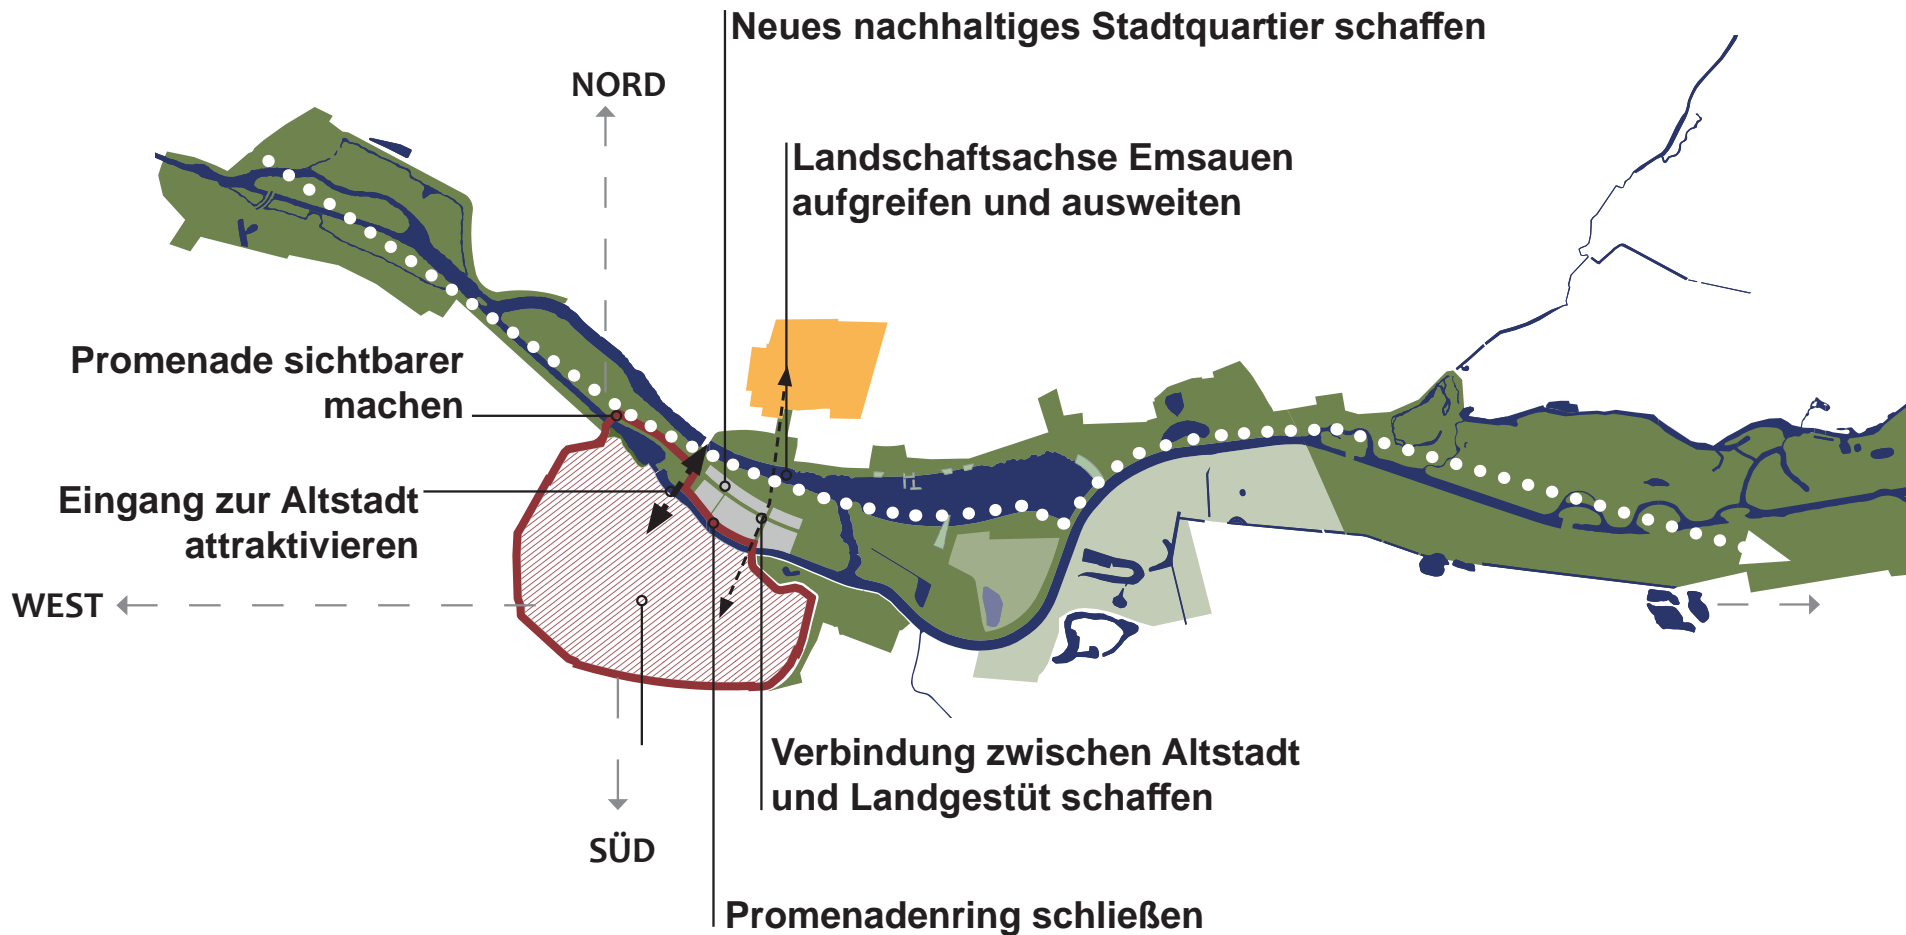 Neues nachhaltiges Stadtquartier schaffen
NORD
Landschaftsachse Emsauen
aufgreifen und ausweiten
Promenade sichtbarer
machen
Eingang zur Altstadt
attraktivieren
WEST
Verbindung zwischen Altstadt
und Landgestüt schaffen
SÜD
Promenadenring schließen